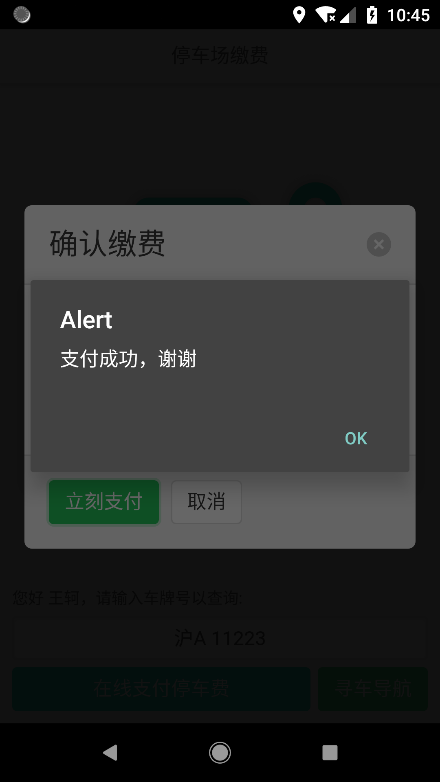 10:45
停车场缴费
确认缴费
Alert
支付成功，谢谢
OK
立刻支付
取消
您好 王轲，请输入车牌号以查询:
沪A 11223
在线支付停车费
寻车导航